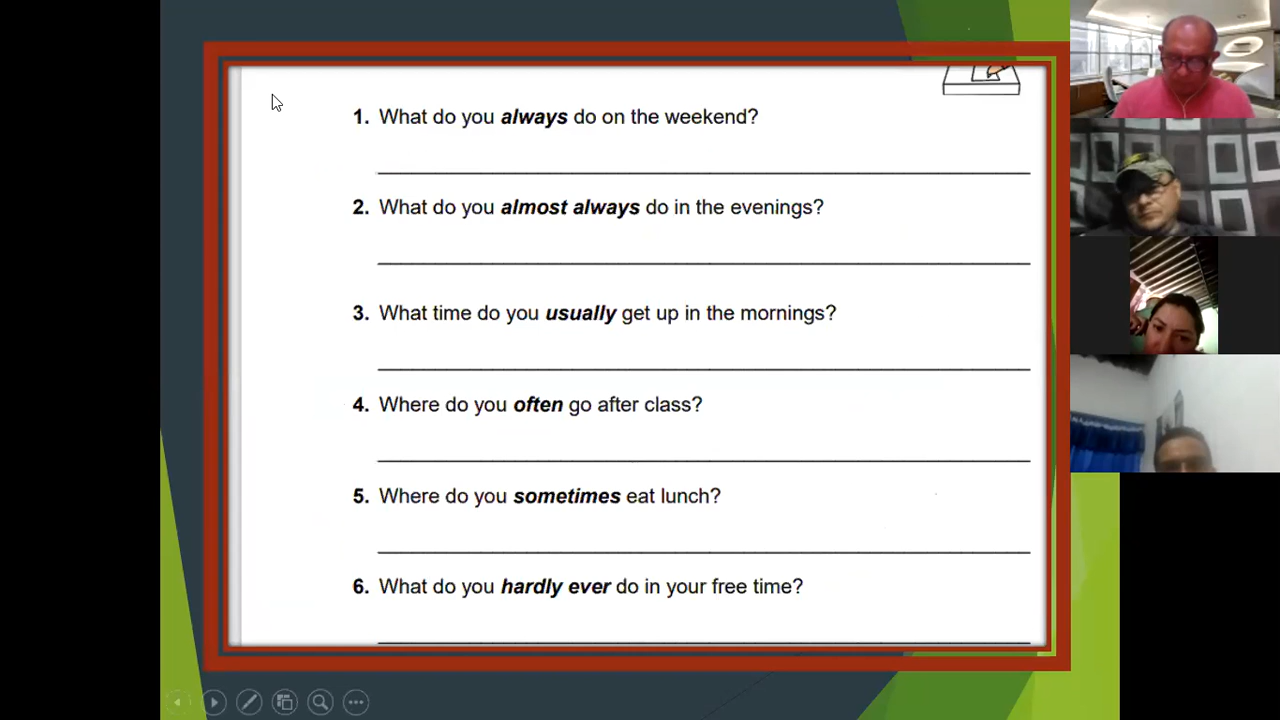 1. What do you always do on the weekend?
2. What do you almost always do in the evenings?
3. What time do you usually get up in the mornings?
4. Where do you often go after class?
5. Where do you sometimes eat lunch?
6. What do you hardly ever do in your free time?